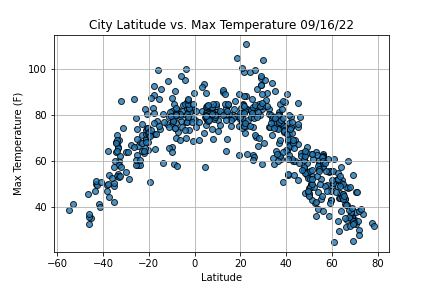 City Latitude vs. Max Temperature 09/16/22
Max Temperature (F)
100
80
60
40
−60 −40 −20 0 20 40 60 80
Latitude